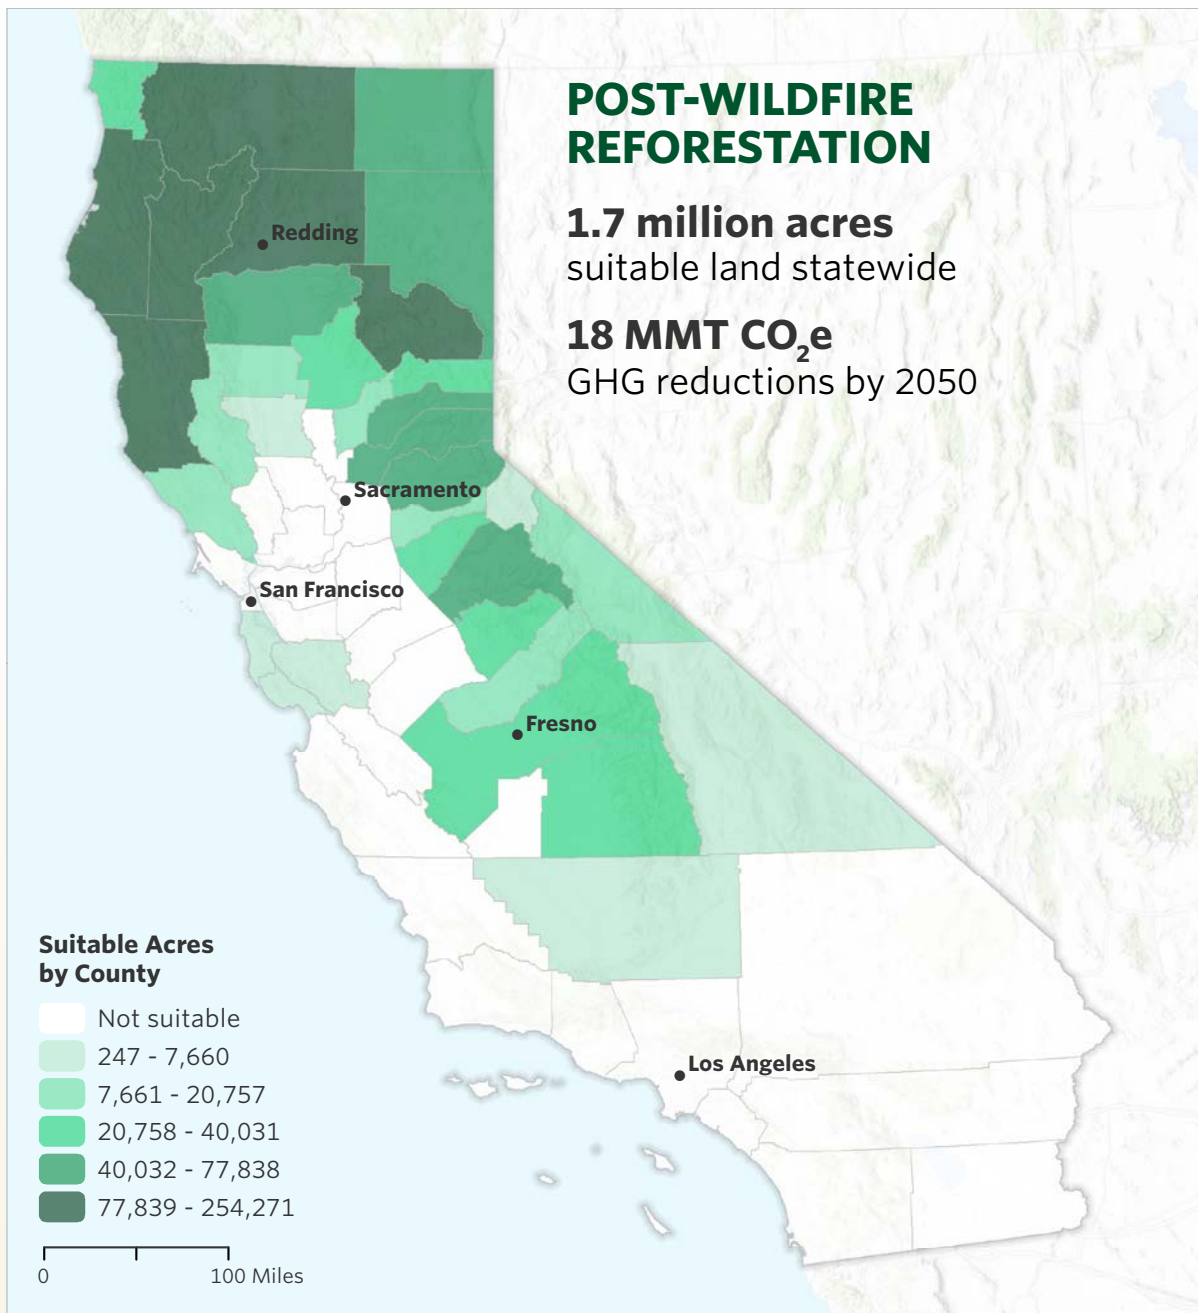 POST-WILDFIRE
REFORESTATION
1.7 million acres
suitable land statewide
18 MMT CO₂e
GHG reductions by 2050
Redding
Sacramento
San Francisco
Fresno
Los Angeles
Suitable Acres
by County
Not suitable
247 - 7,660
7,661 - 20,757
20,758 - 40,031
40,032 - 77,838
77,839 - 254,271
0 100 Miles